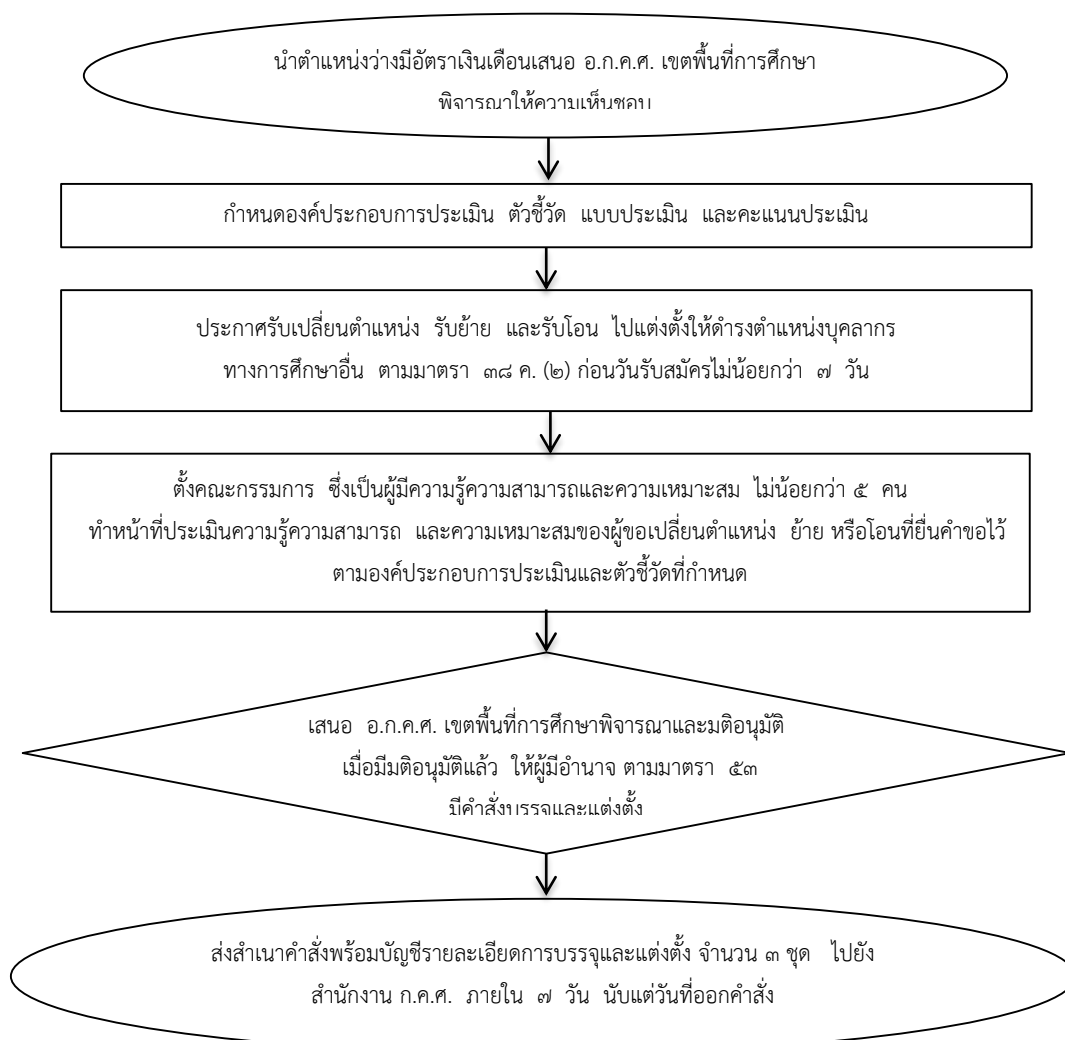 นำตำแหน่งว่างมีอัตราเงินเดือนเสนอ อ.ก.ค.ศ. เขตพื้นที่การศึกษา
พิจารณาให้ความเห็นชอบ
กำหนดองค์ประกอบการประเมิน ตัวชี้วัด แบบประเมิน และคะแนนประเมิน
ประกาศรับเปลี่ยนตำแหน่ง รับย้าย และรับโอน ไปแต่งตั้งให้ดำรงตำแหน่งบุคลากร
ทางการศึกษาอื่น ตามมาตรา ๓๘ ค. (๒) ก่อนวันรับสมัครไม่น้อยกว่า ๗ วัน
ตั้งคณะกรรมการ ซึ่งเป็นผู้มีความรู้ความสามารถและความเหมาะสม ไม่น้อยกว่า ๕ คน
ทำหน้าที่ประเมินความรู้ความสามารถ และความเหมาะสมของผู้ขอเปลี่ยนตำแหน่ง ย้าย หรือโอนที่ยื่นคำขอไว้
ตามองค์ประกอบการประเมินและตัวชี้วัดที่กำหนด
เสนอ อ.ก.ค.ศ. เขตพื้นที่การศึกษาพิจารณาและมติอนุมัติ
เมื่อมีมติอนุมัติแล้ว ให้ผู้มีอำนาจ ตามมาตรา ๕๓
มีคำสั่งบรรจุและแต่งตั้ง
ส่งสำเนาคำสั่งพร้อมบัญชีรายละเอียดการบรรจุและแต่งตั้ง จำนวน ๓ ชุด ไปยัง
สำนักงาน ก.ค.ศ. ภายใน ๗ วัน นับแต่วันที่ออกคำสั่ง